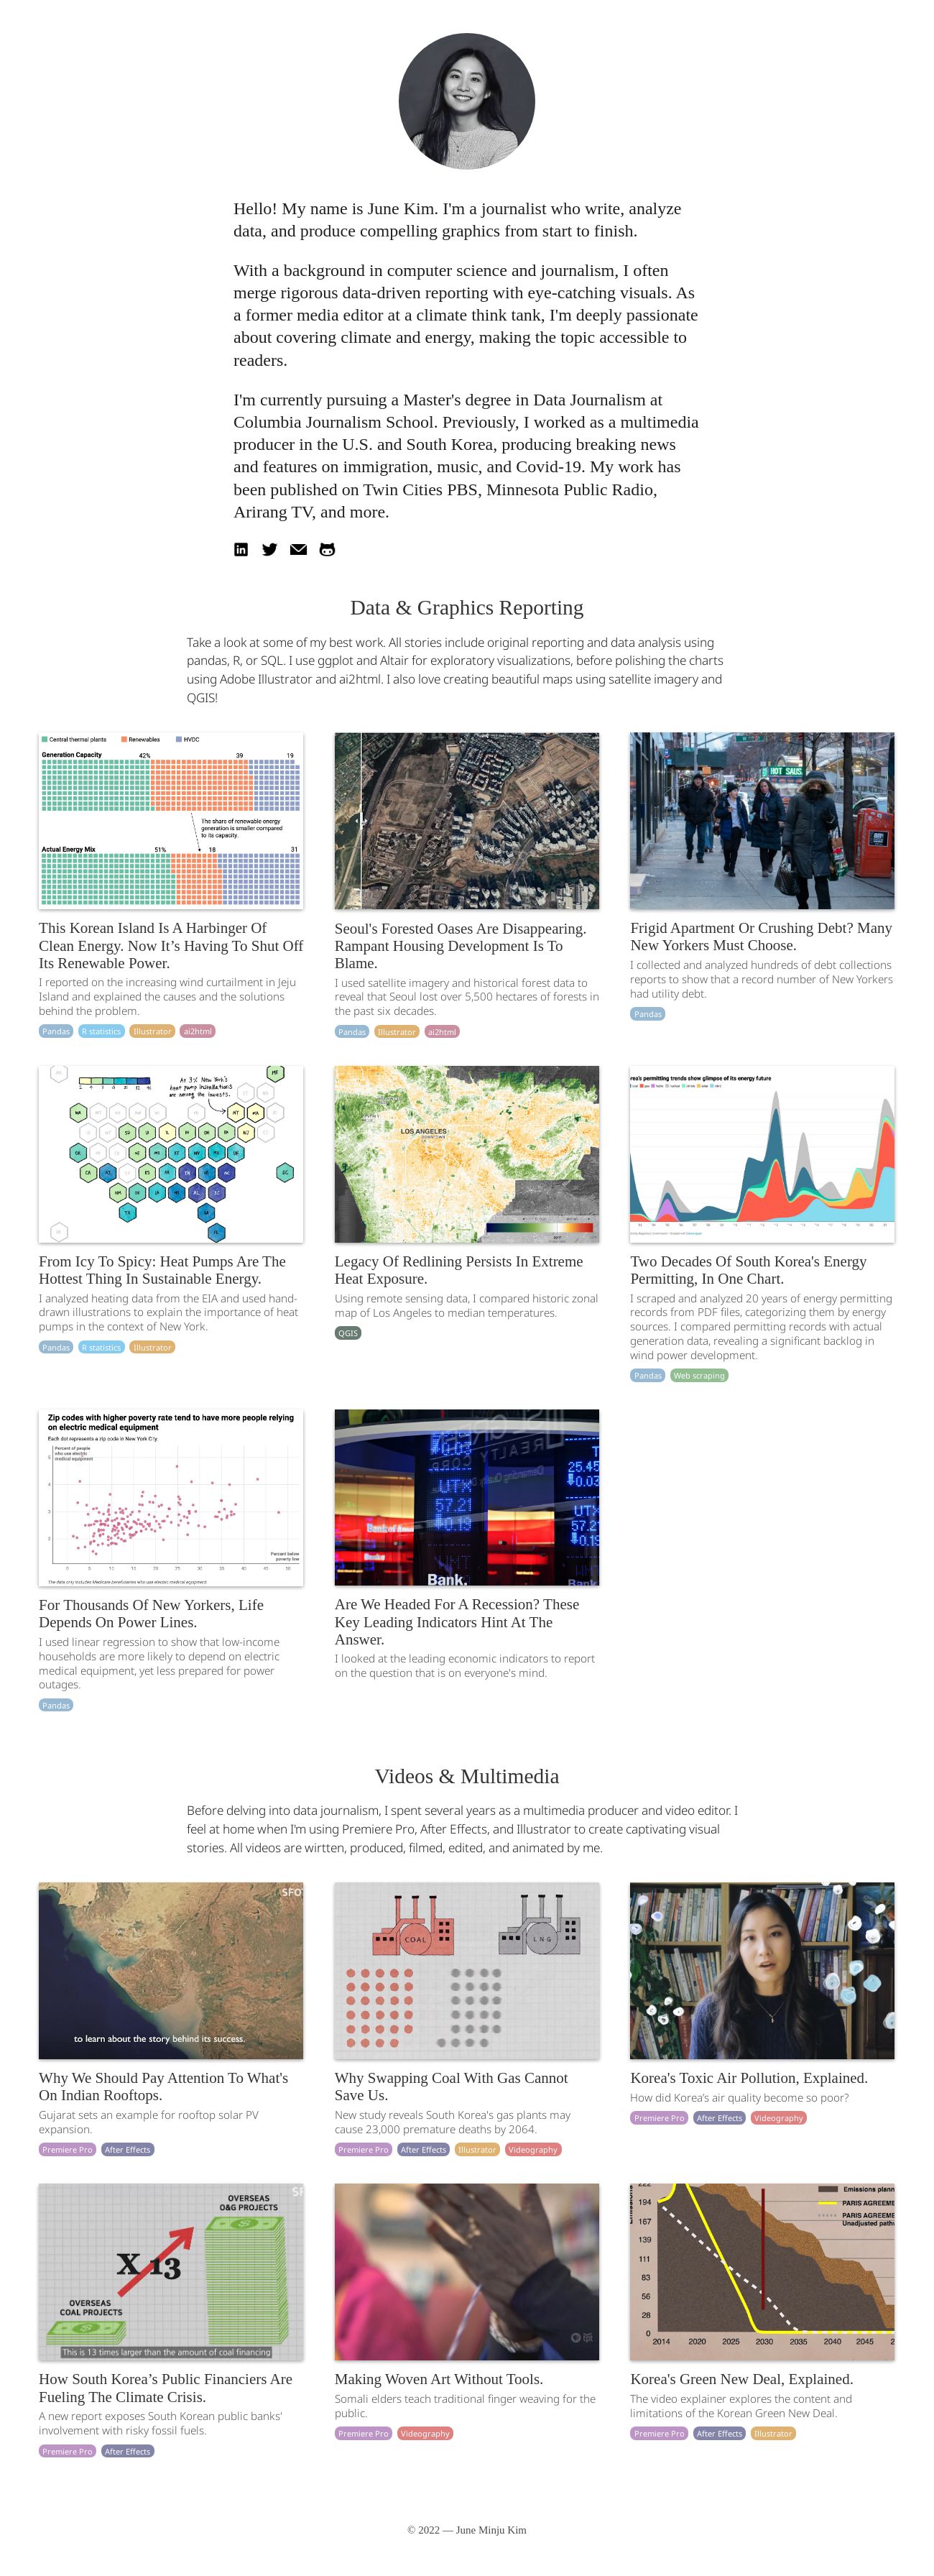 Hello! My name is June Kim. I'm a journalist who write, analyze
data, and produce compelling graphics from start to finish.
With a background in computer science and journalism, I often
merge rigorous data-driven reporting with eye-catching visuals. As
a former media editor at a climate think tank, I'm deeply passionate
about covering climate and energy, making the topic accessible to
readers.
I'm currently pursuing a Master's degree in Data Journalism at
Columbia Journalism School. Previously, I worked as a multimedia
producer in the U.S. and South Korea, producing breaking news
and features on immigration, music, and Covid-19. My work has
been published on Twin Cities PBS, Minnesota Public Radio,
Arirang TV, and more.
Data & Graphics Reporting
Take a look at some of my best work. All stories include original reporting and data analysis using
pandas, R, or SQL. I use ggplot and Altair for exploratory visualizations, before polishing the charts
using Adobe Illustrator and ai2html. I also love creating beautiful maps using satellite imagery and
QGIS!
Central thermal plants Renewables HVDC
Generation Capacity 42% 39 19
The share of renewable energy
generation is smaller compared
to its capacity.
Actual Energy Mix 51% 18 31
This Korean Island Is A Harbinger Of
Clean Energy. Now It’s Having To Shut Off
Its Renewable Power.
I reported on the increasing wind curtailment in Jeju
Island and explained the causes and the solutions
behind the problem.
Pandas R statistics Illustrator ai2html
Seoul's Forested Oases Are Disappearing.
Rampant Housing Development Is To
Blame.
I used satellite imagery and historical forest data to
reveal that Seoul lost over 5,500 hectares of forests in
the past six decades.
Pandas Illustrator ai2html
HOT SAUS
Frigid Apartment Or Crushing Debt? Many
New Yorkers Must Choose.
I collected and analyzed hundreds of debt collections
reports to show that a record number of New Yorkers
had utility debt.
Pandas
At 3% New York's
heat pump installations
are among the lowest.
From Icy To Spicy: Heat Pumps Are The
Hottest Thing In Sustainable Energy.
I analyzed heating data from the EIA and used hand-
drawn illustrations to explain the importance of heat
pumps in the context of New York.
Pandas R statistics Illustrator
LOS ANGELES
Legacy Of Redlining Persists In Extreme
Heat Exposure.
Using remote sensing data, I compared historic zonal
map of Los Angeles to median temperatures.
QGIS
rea's permitting trends show glimpse of its energy future
Two Decades Of South Korea's Energy
Permitting, In One Chart.
I scraped and analyzed 20 years of energy permitting
records from PDF files, categorizing them by energy
sources. I compared permitting records with actual
generation data, revealing a significant backlog in
wind power development.
Pandas Web scraping
Zip codes with higher poverty rate tend to have more people relying
on electric medical equipment
Each dot represents a zip code in New York City.
Percent of people
who use electric
medical equipment
Percent below
poverty line
0 5 10 15 20 25 30 35 40 45 50
The data only includes Medicare beneficiaries who use electric medical equipment.
For Thousands Of New Yorkers, Life
Depends On Power Lines.
I used linear regression to show that low-income
households are more likely to depend on electric
medical equipment, yet less prepared for power
outages.
Pandas
UTX
57.21
0.19
25.45
0.03
Bank.
Are We Headed For A Recession? These
Key Leading Indicators Hint At The
Answer.
I looked at the leading economic indicators to report
on the question that is on everyone's mind.
Videos & Multimedia
Before delving into data journalism, I spent several years as a multimedia producer and video editor. I
feel at home when I'm using Premiere Pro, After Effects, and Illustrator to create captivating visual
stories. All videos are wirtten, produced, filmed, edited, and animated by me.
SFO
to learn about the story behind its success.
Why We Should Pay Attention To What's
On Indian Rooftops.
Gujarat sets an example for rooftop solar PV
expansion.
Premiere Pro After Effects
COAL LNG
Why Swapping Coal With Gas Cannot
Save Us.
New study reveals South Korea's gas plants may
cause 23,000 premature deaths by 2064.
Premiere Pro After Effects Illustrator Videography
Korea's Toxic Air Pollution, Explained.
How did Korea's air quality become so poor?
Premiere Pro After Effects Videography
SF
OVERSEAS
O&G PROJECTS
X 13
OVERSEAS
COAL PROJECTS
This is 13 times larger than the amount of coal financing
How South Korea’s Public Financiers Are
Fueling The Climate Crisis.
A new report exposes South Korean public banks'
involvement with risky fossil fuels.
Premiere Pro After Effects
Making Woven Art Without Tools.
Somali elders teach traditional finger weaving for the
public.
Premiere Pro Videography
222
194
167
139
111
83
56
28
0
2014 2020 2025 2030 2035 2040 2045 2
Emissions plann
PARIS AGREEME
PARIS AGREEME
Unadjusted path
Korea's Green New Deal, Explained.
The video explainer explores the content and
limitations of the Korean Green New Deal.
Premiere Pro After Effects Illustrator
© 2022 — June Minju Kim